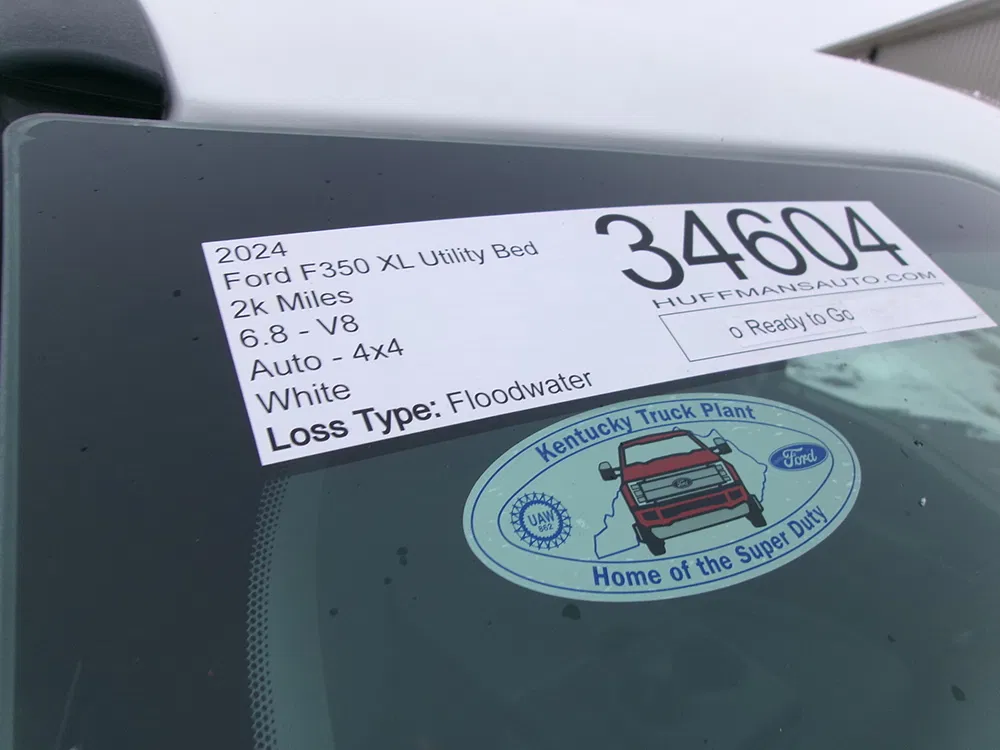 2024
Ford F350 XL Utility Bed
2k Miles
6.8 - V8
Auto - 4x4
White
Loss Type: Floodwater
34604
HUFFMANSAUTO.COM
o Ready to Go
Kentucky Truck Plant
Ford
UAW
862
Home of the Super Duty